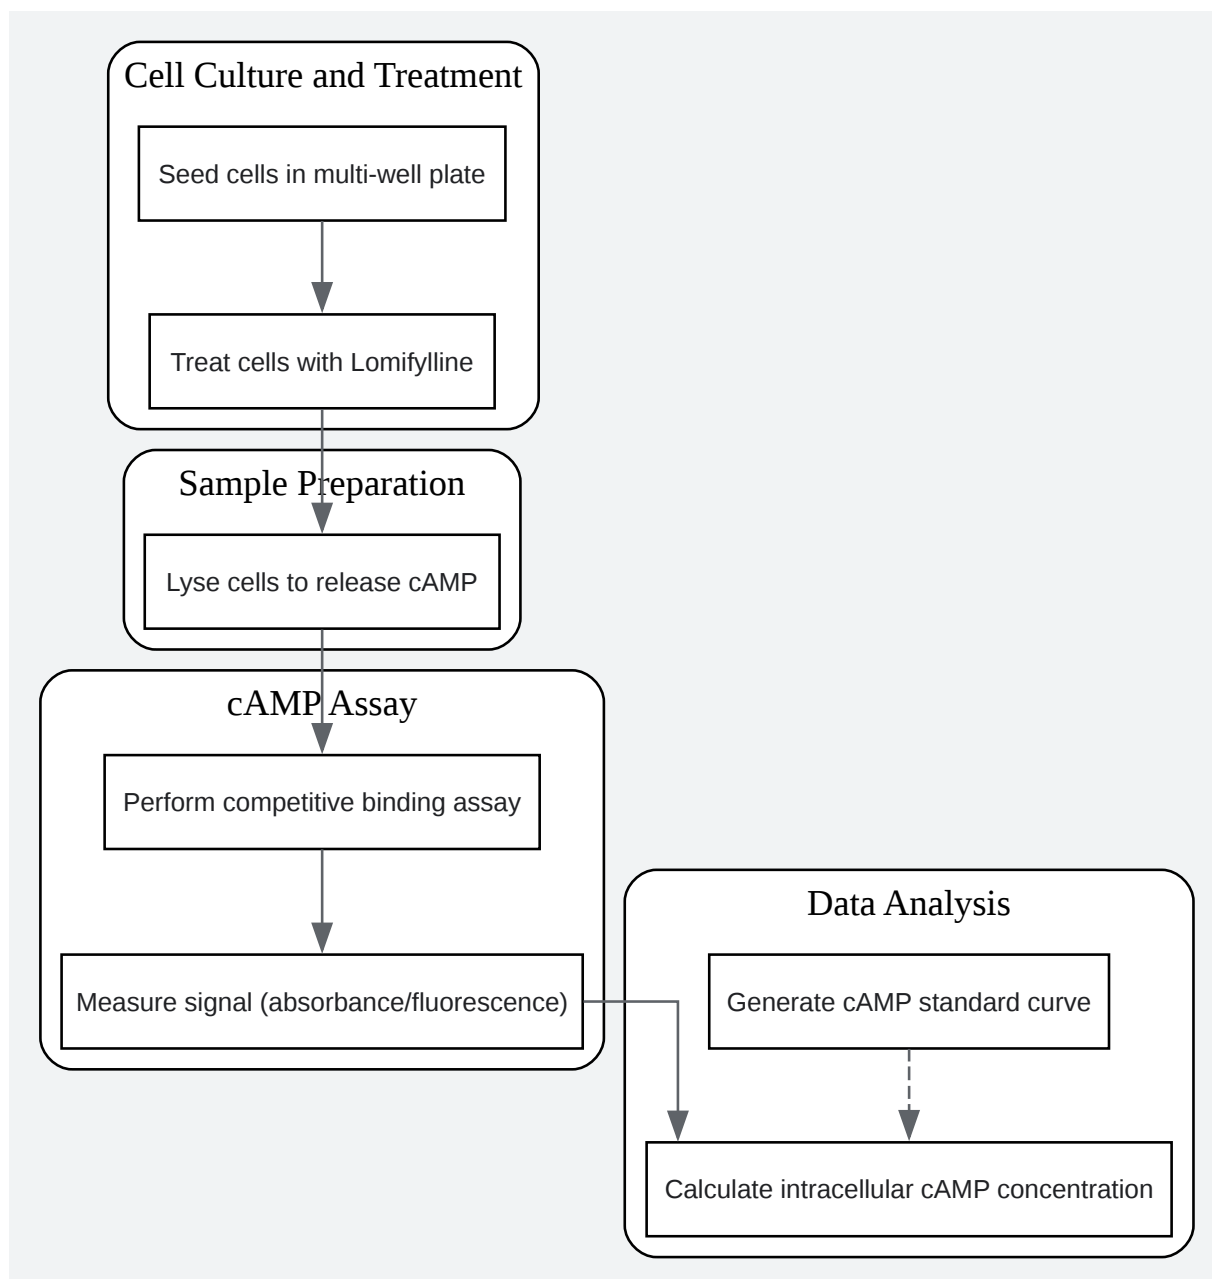 Cell Culture and Treatment
Seed cells in multi-well plate
Treat cells with Lomifylline
Sample Preparation
Lyse cells to release cAMP
cAMP Assay
Perform competitive binding assay
Measure signal (absorbance/fluorescence)
Data Analysis
Generate cAMP standard curve
Calculate intracellular cAMP concentration